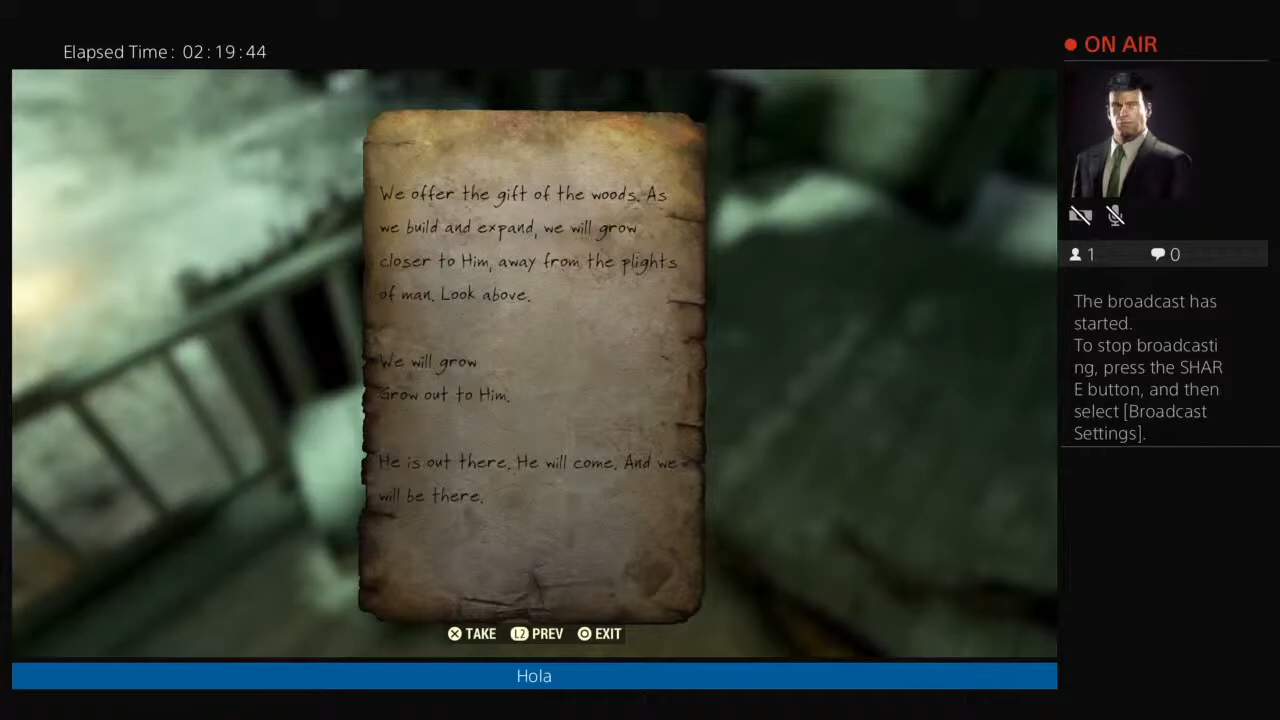 Elapsed Time: 02:19:44
ON AIR
1
0
The broadcast has
started.
To stop broadcasti
ng, press the SHAR
E button, and then
select [Broadcast
Settings].
We offer the gift of the woods. As
we build and expand, we will grow
closer to Him, away from the plights
of man. Look above.
We will grow
Grow out to Him.
He is out there. He will come. And we
will be there.
TAKE L2 PREV EXIT
Hola